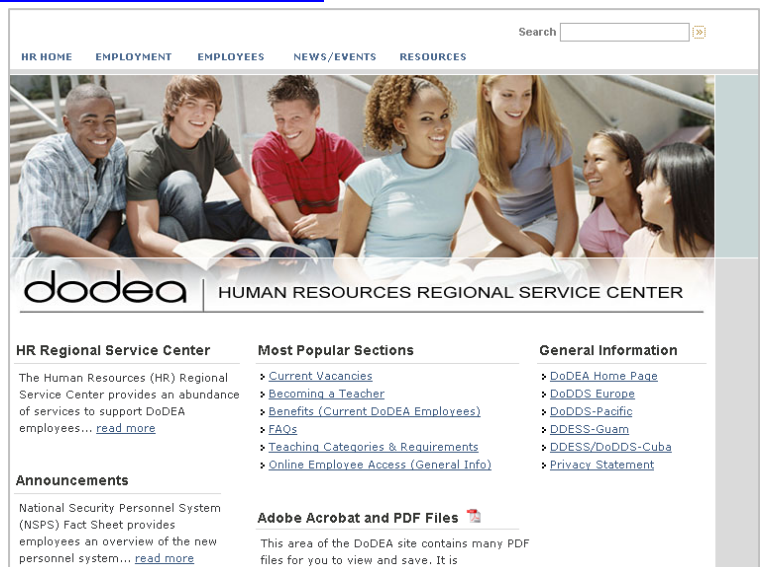 Search
HR HOME EMPLOYMENT EMPLOYEES NEWS/EVENTS RESOURCES
dodea HUMAN RESOURCES REGIONAL SERVICE CENTER
HR Regional Service Center
The Human Resources (HR) Regional
Service Center provides an abundance
of services to support DoDEA
employees... read more
Announcements
National Security Personnel System
(NSPS) Fact Sheet provides
employees an overview of the new
personnel system... read more
Most Popular Sections
Current Vacancies
Becoming a Teacher
Benefits (Current DoDEA Employees)
FAQs
Teaching Categories & Requirements
Online Employee Access (General Info)
Adobe Acrobat and PDF Files
This area of the DoDEA site contains many PDF
files for you to view and save. It is
General Information
DoDEA Home Page
DoDDS Europe
DoDDS-Pacific
DDESS-Guam
DDESS/DoDDS-Cuba
Privacy Statement